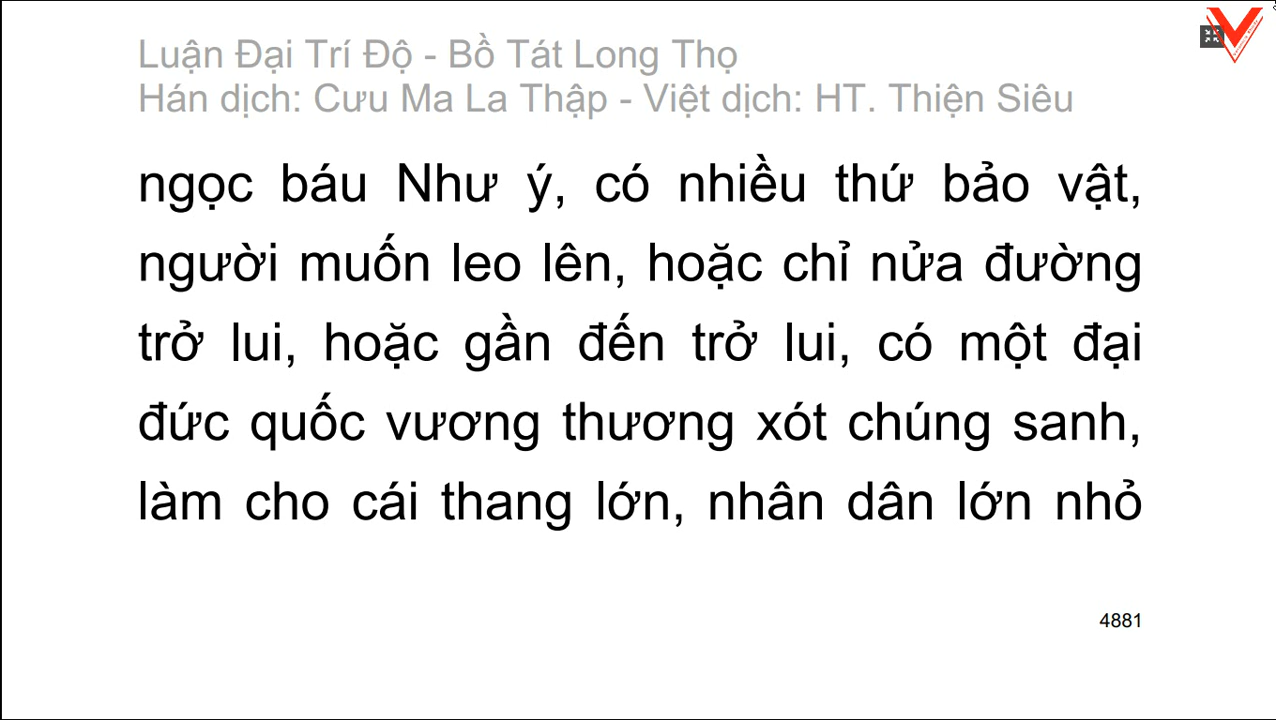 Luận Đại Trí Độ - Bồ Tát Long Thọ
Hán dịch: Cưu Ma La Thập - Việt dịch: HT. Thiện Siêu
ngọc báu Như ý, có nhiều thứ bảo vật,
người muốn leo lên, hoặc chỉ nửa đường
trở lui, hoặc gần đến trở lui, có một đại
đức quốc vương thương xót chúng sanh,
làm cho cái thang lớn, nhân dân lớn nhỏ
4881